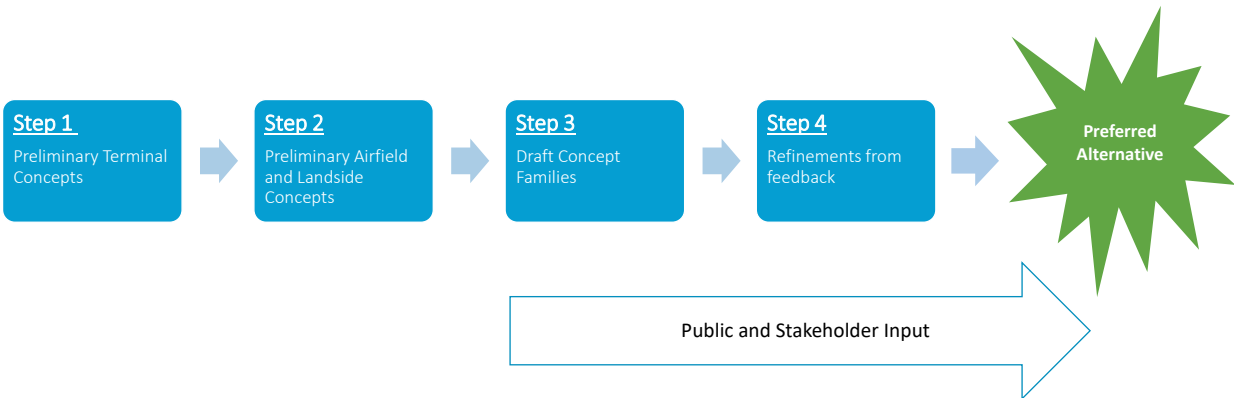 Step 1
Preliminary Terminal
Concepts
Step 2
Preliminary Airfield
and Landside
Concepts
Step 3
Draft Concept
Families
Step 4
Refinements from
feedback
Preferred
Alternative
Public and Stakeholder Input